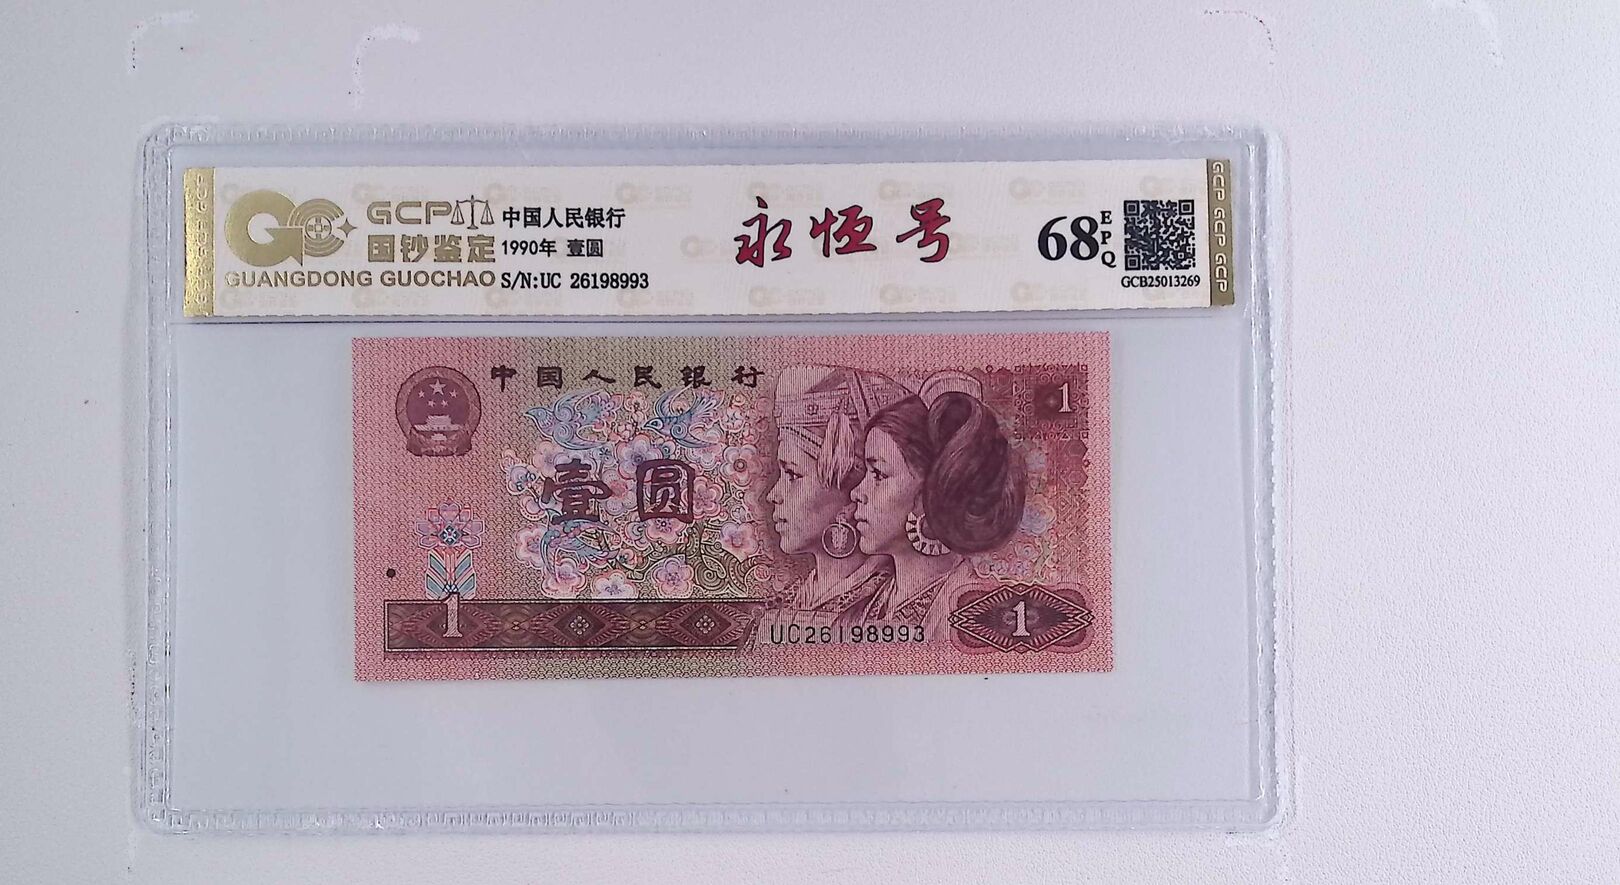 GCP
国钞鉴定
GUANGDONG GUOCHAO
中国人民银行
1990年 壹圆
S/N:UC 26198993
永恒号
68
EPQ
GCB25013269
GCP GCP GCP
中国人民银行
1
壹圆
1
UC26198993
1